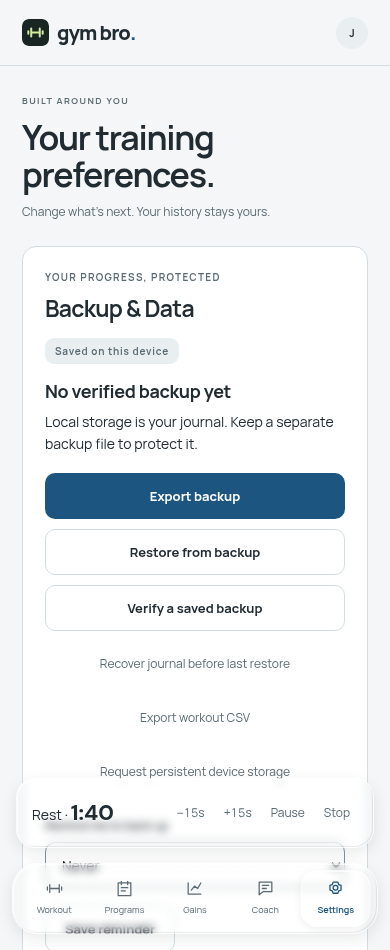 gym bro.
J
BUILT AROUND YOU
Your training
preferences.
Change what's next. Your history stays yours.
YOUR PROGRESS, PROTECTED
Backup & Data
Saved on this device
No verified backup yet
Local storage is your journal. Keep a separate
backup file to protect it.
Export backup
Restore from backup
Verify a saved backup
Recover journal before last restore
Export workout CSV
Request persistent device storage
Rest · 1:40 −15s +15s Pause Stop
Never
Workout Programs Gains Coach Settings
Save reminder